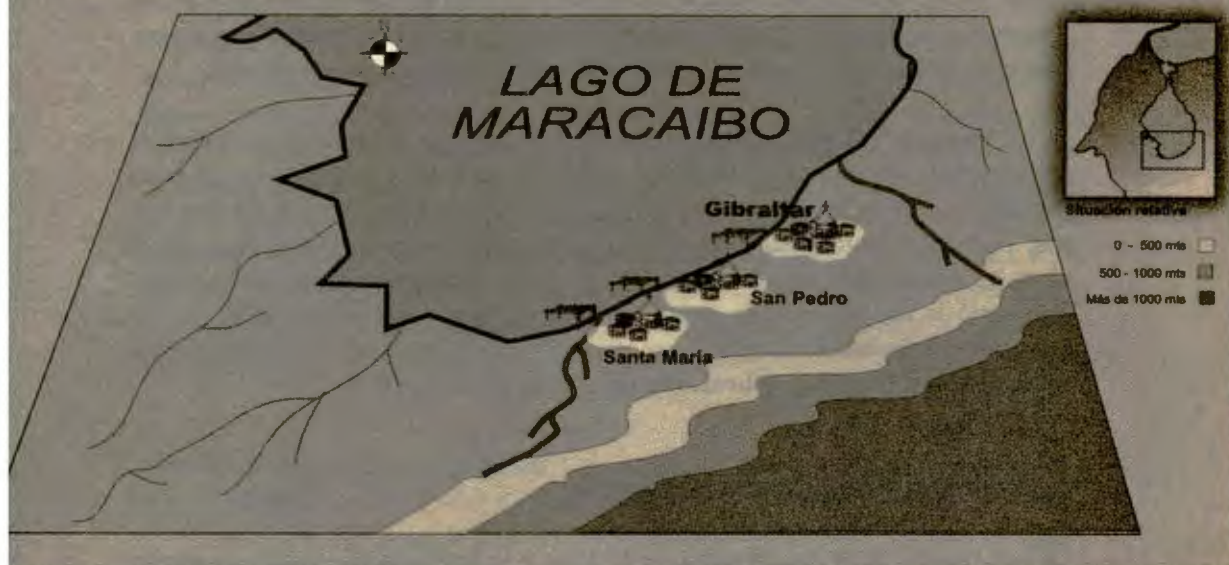 LAGO DE
MARACAIBO
Gibraltar
San Pedro
Santa María
Situación relativa
0 - 500 mts
500 - 1000 mts
Más de 1000 mts